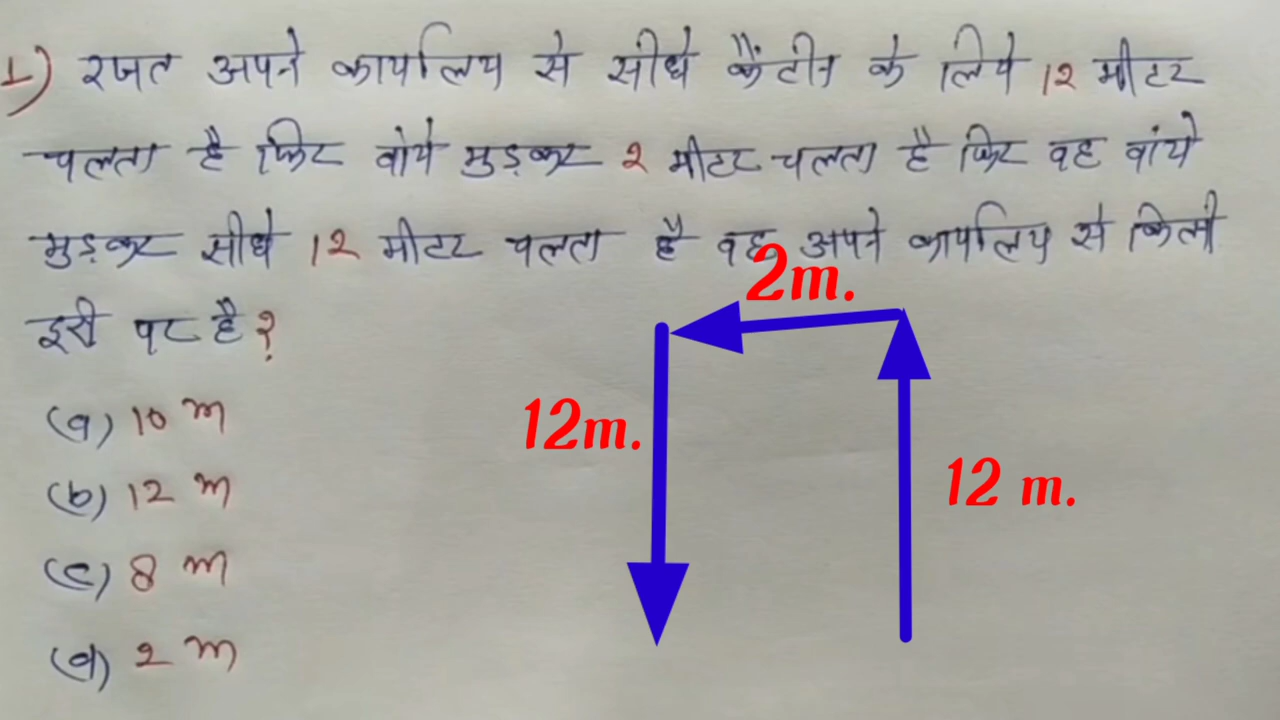 1) रजत अपने कार्यालय से सीधे कैंटीन के लिये 12 मीटर
चलता है फिर वांये मुड़कर 2 मीटर चलता है फिर वह वांये
मुड़कर सीधे 12 मीटर चलता है वह अपने कार्यालय से कितनी
दूरी पर है?
(a) 10 m
(b) 12 m
(c) 8 m
(d) 2 m
2m.
12m.
12 m.